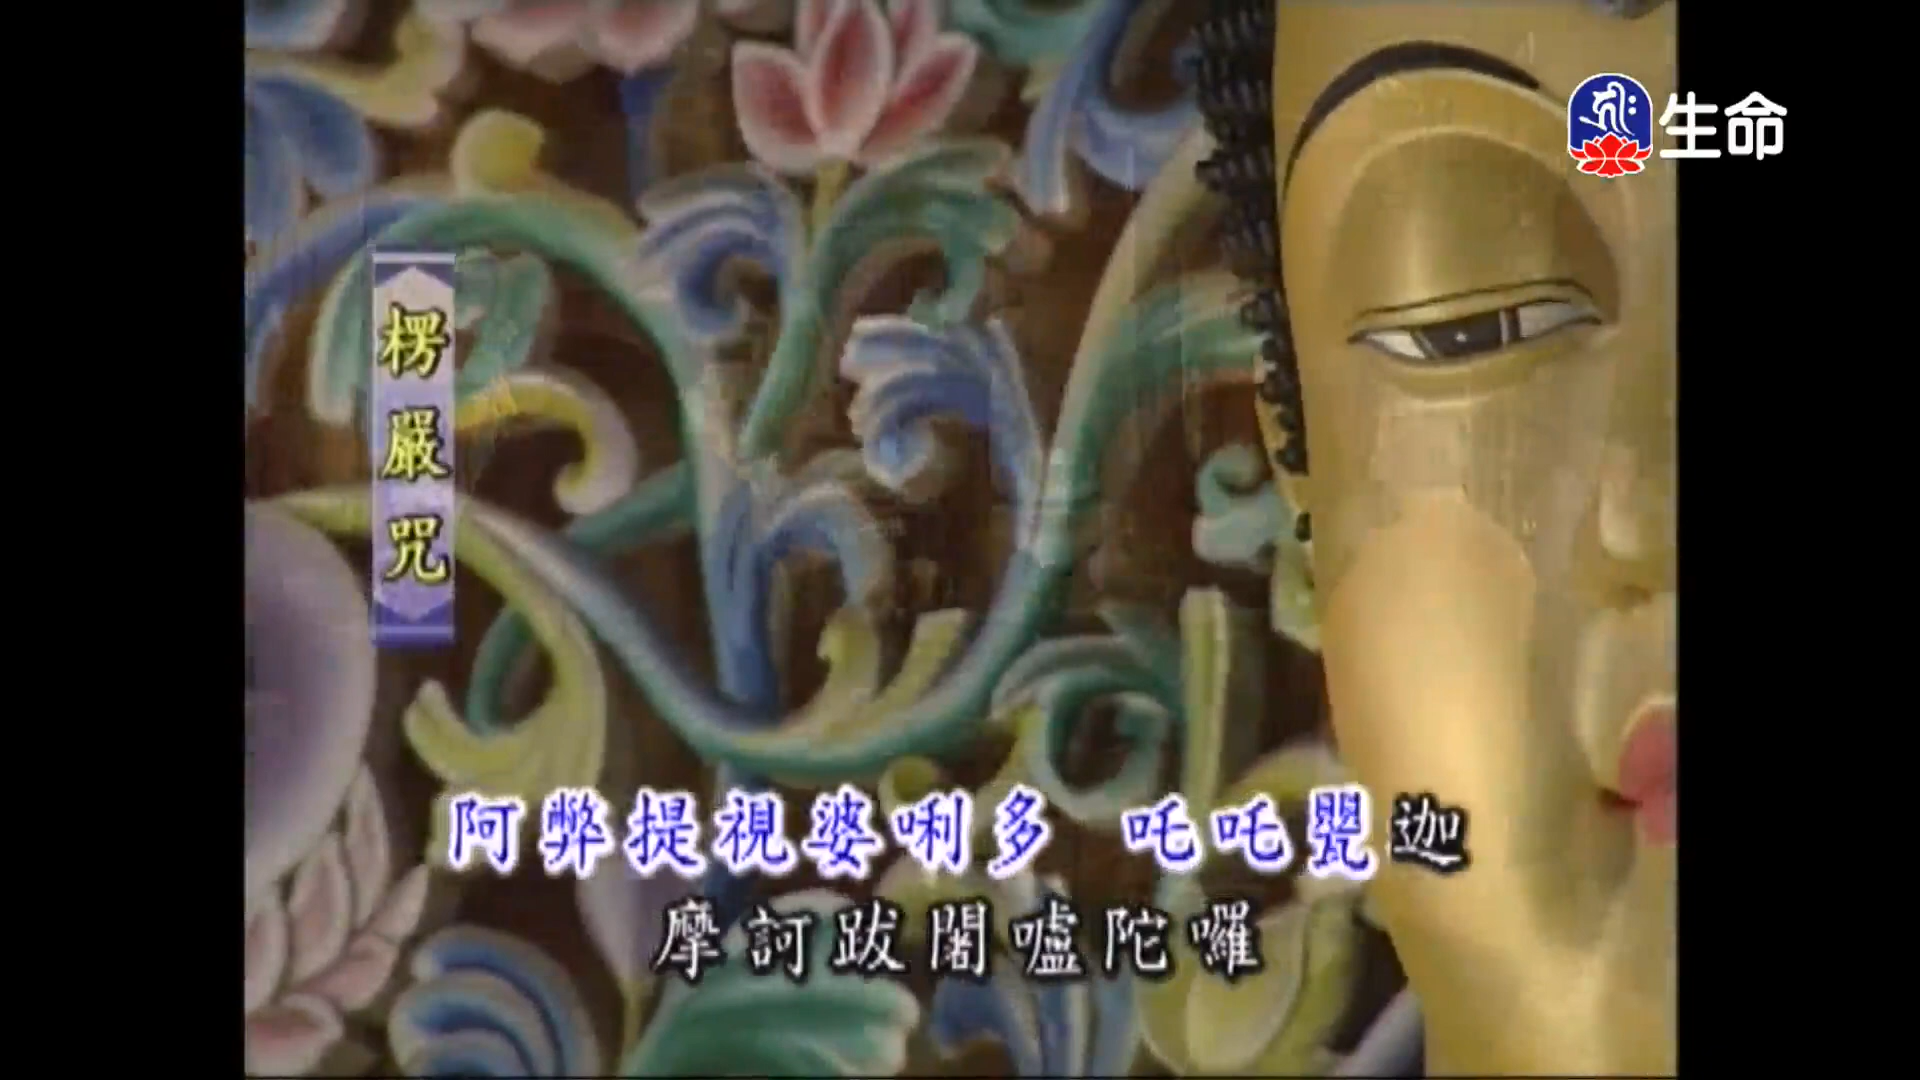 生命
楞嚴咒
阿弊提視婆唎多 吒吒甖迦
摩訶跋闍嚧陀囉